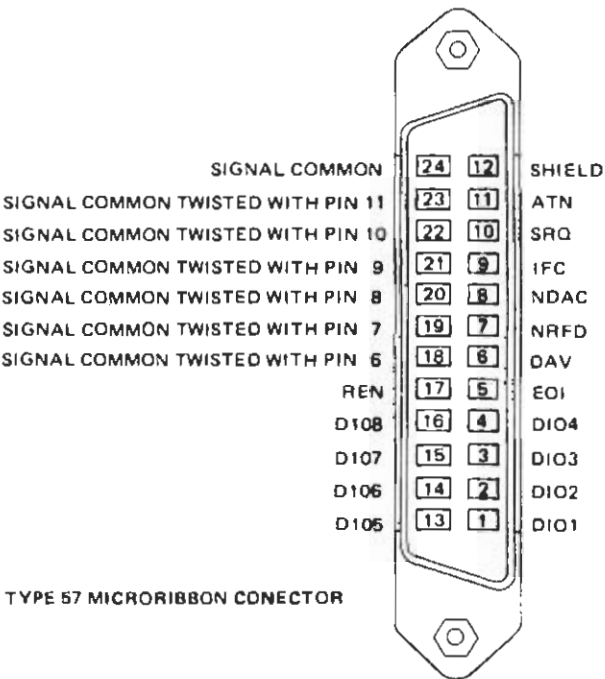 SIGNAL COMMON 24 12 SHIELD
SIGNAL COMMON TWISTED WITH PIN 11 23 11 ATN
SIGNAL COMMON TWISTED WITH PIN 10 22 10 SRQ
SIGNAL COMMON TWISTED WITH PIN 9 21 9 IFC
SIGNAL COMMON TWISTED WITH PIN 8 20 8 NDAC
SIGNAL COMMON TWISTED WITH PIN 7 19 7 NRFD
SIGNAL COMMON TWISTED WITH PIN 6 18 6 DAV
REN 17 5 EOI
D108 16 4 DIO4
D107 15 3 DIO3
D106 14 2 DIO2
D105 13 1 DIO1
TYPE 57 MICRORIBBON CONECTOR